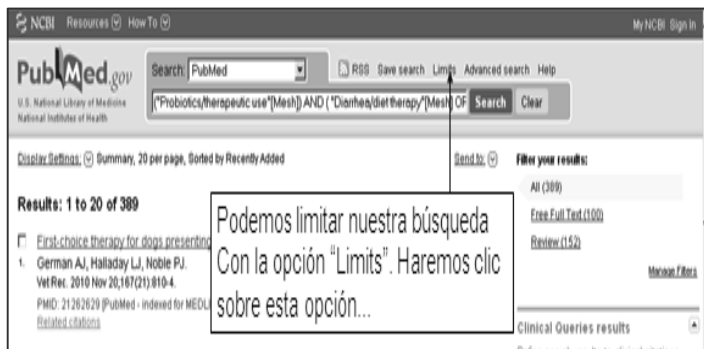 NCBI Resources How To My NCBI Sign In
PubMed.gov
U.S. National Library of Medicine
National Institutes of Health
Search: PubMed
RSS Save search Limits Advanced search Help
("Probiotics/therapeutic use"[Mesh]) AND ( "Diarrhea/diet therapy"[Mesh] OR
Search Clear
Display Settings: Summary, 20 per page, Sorted by Recently Added
Send to:
Filter your results:
All (389)
Free Full Text (100)
Review (152)
Manage Filters
Results: 1 to 20 of 389
First-choice therapy for dogs presenting
1. German AJ, Halladay LJ, Noble PJ.
Vet Rec. 2010 Nov 20;167(21):810-4.
PMID: 21262629 [PubMed - indexed for MEDL
Related citations
Podemos limitar nuestra búsqueda
Con la opción "Limits". Haremos clic
sobre esta opción...
Clinical Queries results